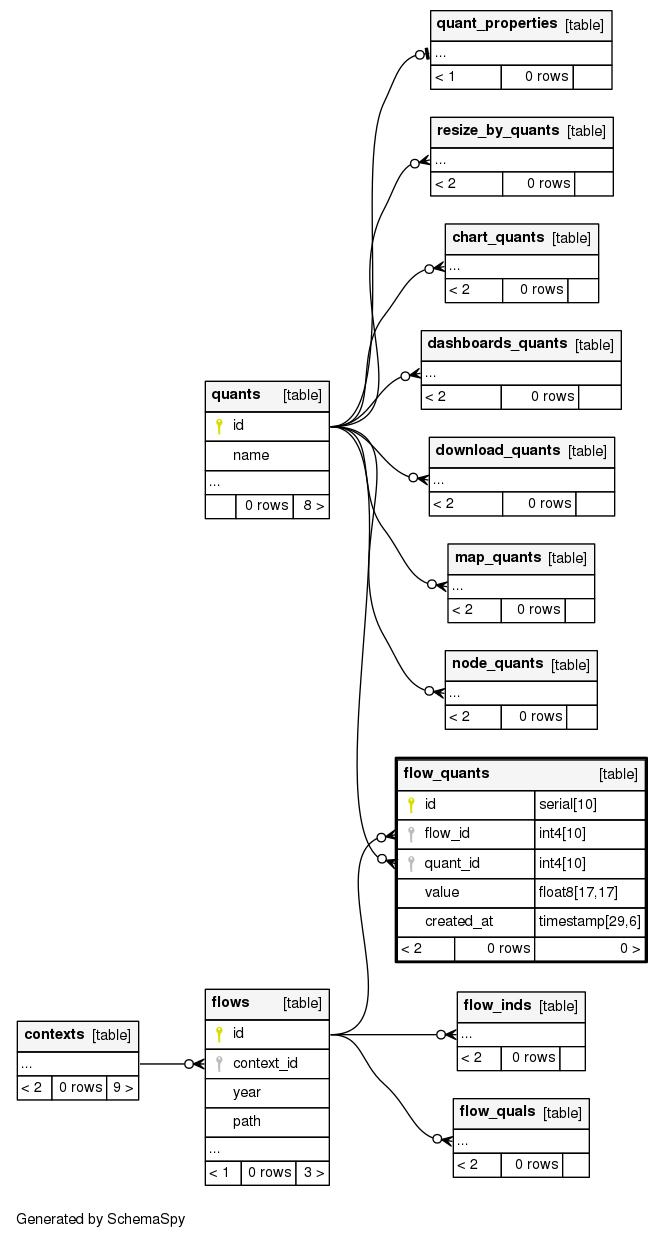 quant_properties [table]
...
< 1 0 rows
resize_by_quants [table]
...
< 2 0 rows
chart_quants [table]
...
< 2 0 rows
dashboards_quants [table]
...
< 2 0 rows
quants [table]
id
name
...
0 rows 8 >
download_quants [table]
...
< 2 0 rows
map_quants [table]
...
< 2 0 rows
node_quants [table]
...
< 2 0 rows
flow_quants [table]
id serial[10]
flow_id int4[10]
quant_id int4[10]
value float8[17,17]
created_at timestamp[29,6]
< 2 0 rows 0 >
flows [table]
id
context_id
year
path
...
< 1 0 rows 3 >
contexts [table]
...
< 2 0 rows 9 >
flow_inds [table]
...
< 2 0 rows
flow_quals [table]
...
< 2 0 rows
Generated by SchemaSpy